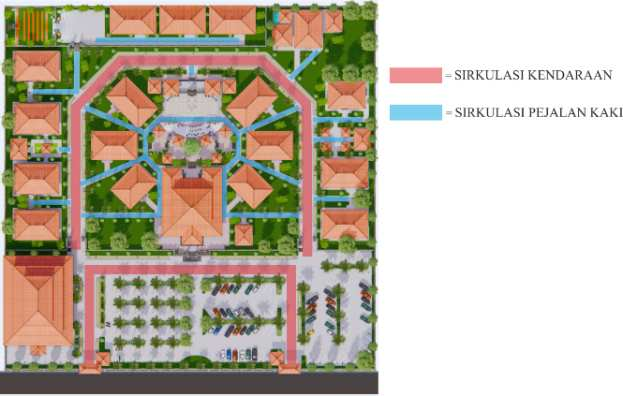 = SIRKULASI KENDARAAN
= SIRKULASI PEJALAN KAKI